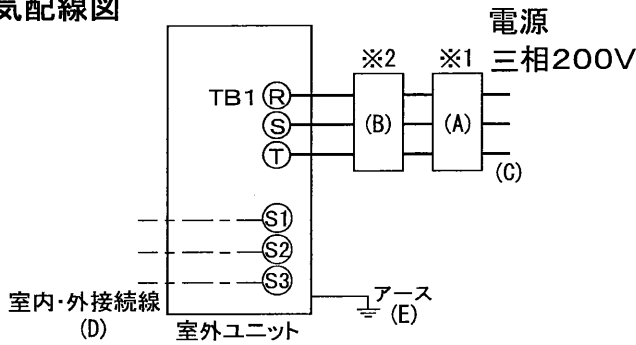 気配線図
電源
三相200V
※2
※1
TB1 R
S
T
(B)
(A)
(C)
S1
S2
S3
室内・外接続線
(D)
室外ユニット
アース
(E)